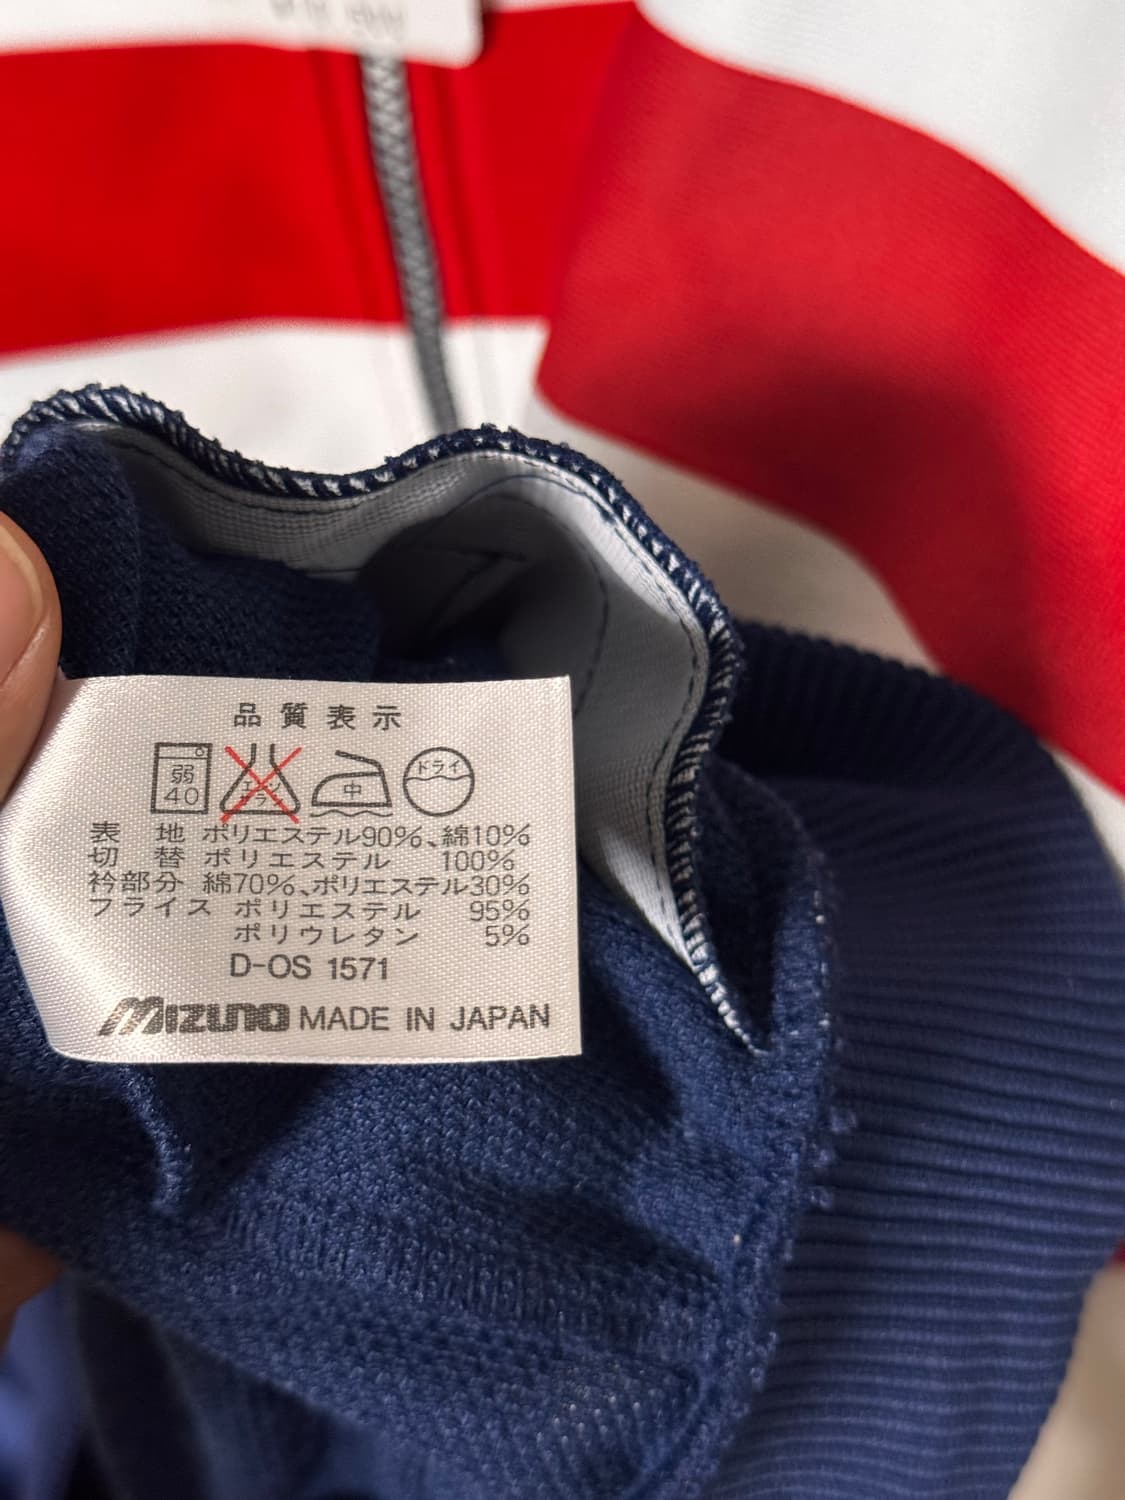 品質表示
弱 40 エンソサラシ 中 ドライ
表 地 ポリエステル90%、綿10%
切 替 ポリエステル 100%
衿部分 綿70%、ポリエステル30%
フライス ポリエステル 95%
ポリウレタン 5%
D-OS 1571
MIZUNO MADE IN JAPAN